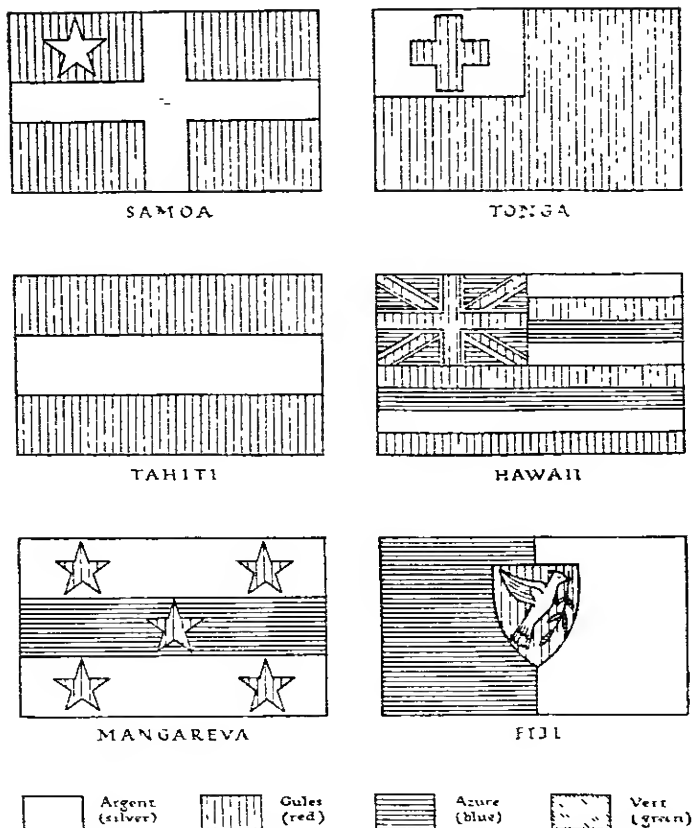 SAMOA
TONGA
TAHITI
HAWAII
MANGAREVA
FIJI
Argent
(silver)
Gules
(red)
Azure
(blue)
Vert
(green)